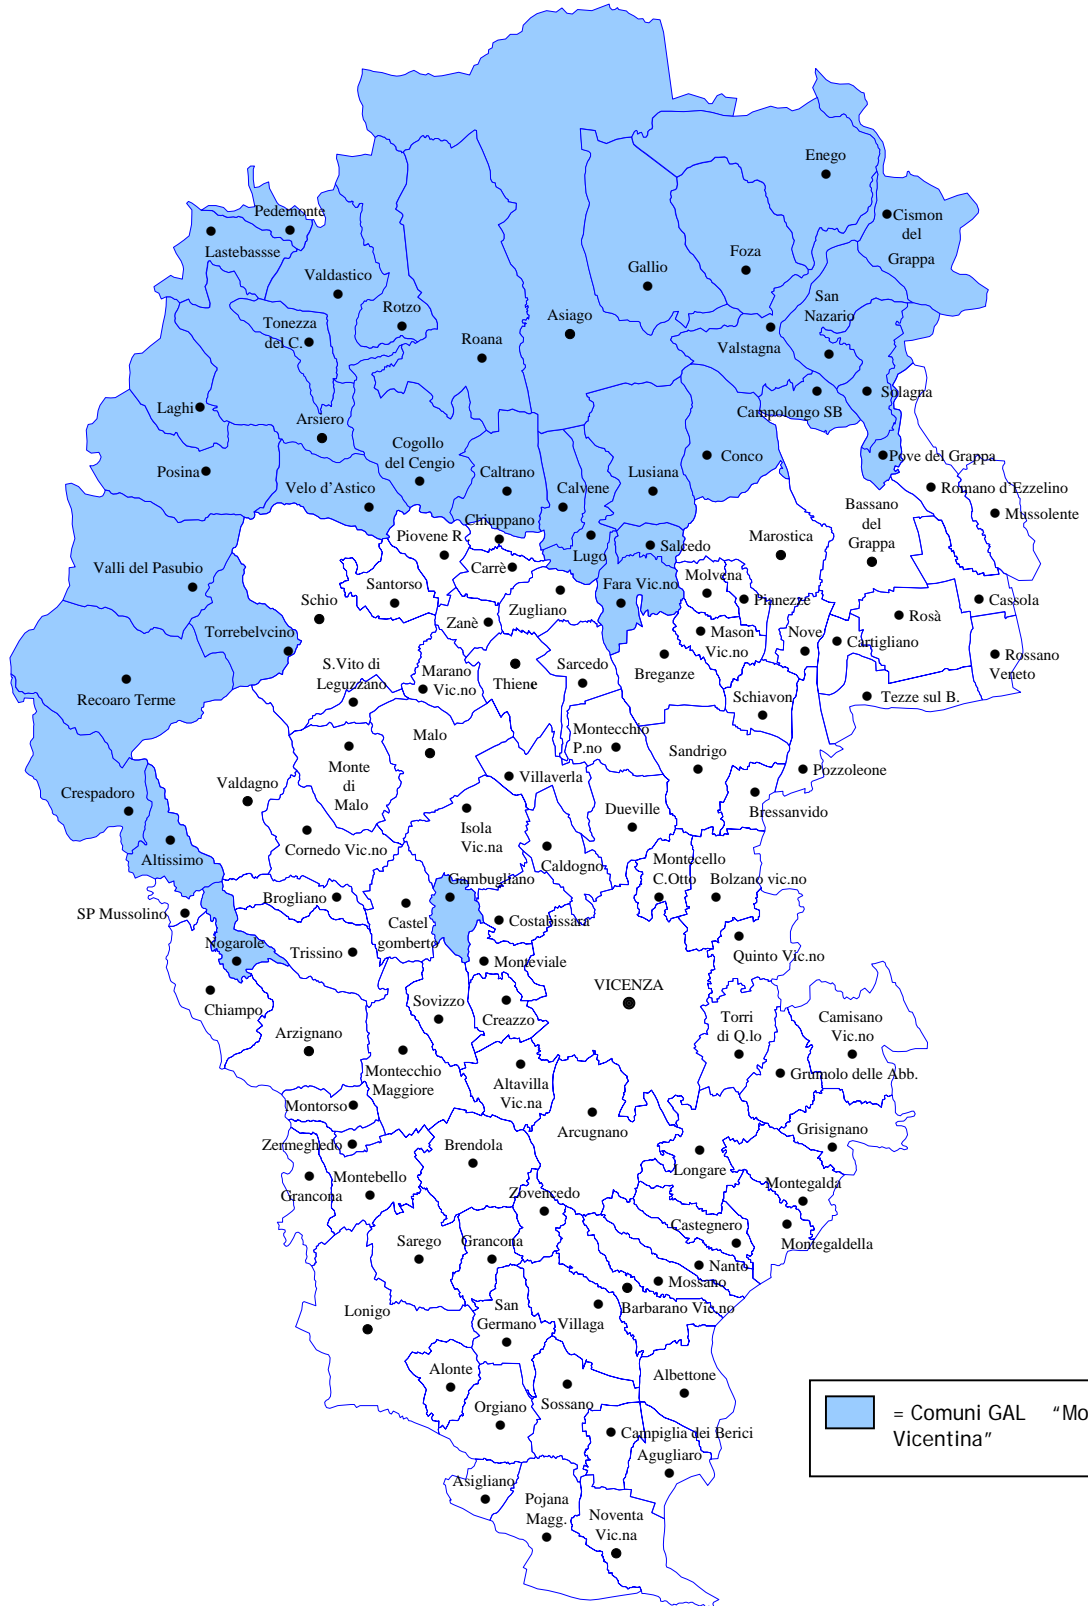 Enego
Pedemonte
Cismon
del
Grappa
Lastebassse
Foza
Gallio
Valdastico
San
Nazario
Rotzo
Asiago
Tonezza
del C.
Roana
Valstagna
Solagna
Laghi
Campolongo SB
Arsiero
Cogollo
del Cengio
Conco
Pove del Grappa
Posina
Caltrano
Lusiana
Velo d'Astico
Calvene
Romano d'Ezzelino
Bassano
del
Grappa
Mussolente
Chiuppano
Piovene R
Marostica
Lugo
Salcedo
Valli del Pasubio
Carrè
Molvena
Santorso
Fara Vic.no
Schio
Zugliano
Pianezze
Cassola
Rosà
Torrebelvcino
Zanè
Mason
Vic.no
Nove
Cartigliano
S.Vito di
Leguzzano
Marano
Vic.no
Thiene
Sarcedo
Breganze
Rossano
Veneto
Recoaro Terme
Schiavon
Tezze sul B.
Malo
Montecchio
P.no
Sandrigo
Monte
di
Malo
Villaverla
Pozzoleone
Valdagno
Crespadoro
Dueville
Bressanvido
Isola
Vic.na
Cornedo Vic.no
Altissimo
Caldogno
Montecello
C.Otto
Bolzano vic.no
Gambugliano
Brogliano
SP Mussolino
Castel
gomberto
Costabissara
Nogarole
Trissino
Quinto Vic.no
Monteviale
VICENZA
Chiampo
Sovizzo
Creazzo
Torri
di Q.lo
Camisano
Vic.no
Arzignano
Montecchio
Maggiore
Altavilla
Vic.na
Grumolo delle Abb.
Montorso
Arcugnano
Grisignano
Zermeghedo
Brendola
Longare
Grancona
Montebello
Montegalda
Zovencedo
Castegnero
Montegaldella
Sarego
Grancona
Nanto
Mossano
Lonigo
San
Germano
Villaga
Barbarano Vic.no
Alonte
Albettone
Sossano
Orgiano
Campiglia dei Berici
Agugliaro
Asigliano
Pojana
Magg.
Noventa
Vic.na
= Comuni GAL "Mo
Vicentina"